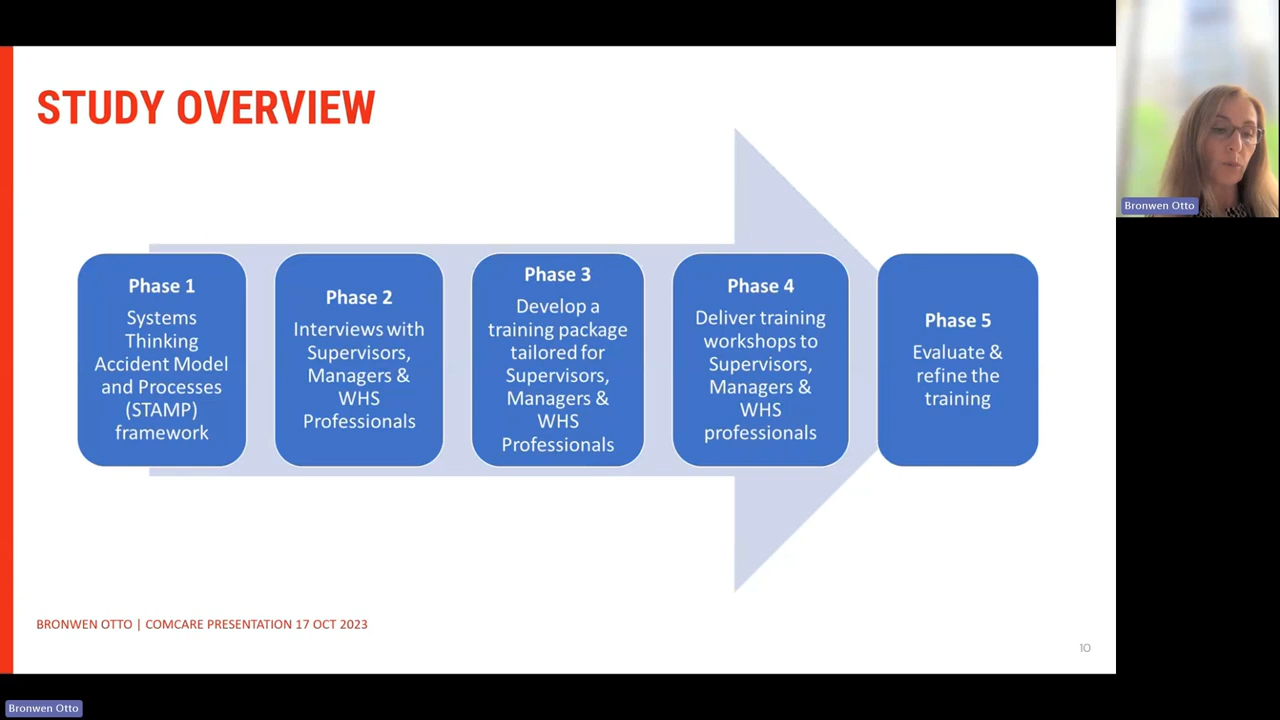 STUDY OVERVIEW
Phase 1
Systems
Thinking
Accident Model
and Processes
(STAMP)
framework
Phase 2
Interviews with
Supervisors,
Managers &
WHS
Professionals
Phase 3
Develop a
training package
tailored for
Supervisors,
Managers &
WHS
Professionals
Phase 4
Deliver training
workshops to
Supervisors,
Managers &
WHS
professionals
Phase 5
Evaluate &
refine the
training
BRONWEN OTTO | COMCARE PRESENTATION 17 OCT 2023
10
Bronwen Otto
Bronwen Otto